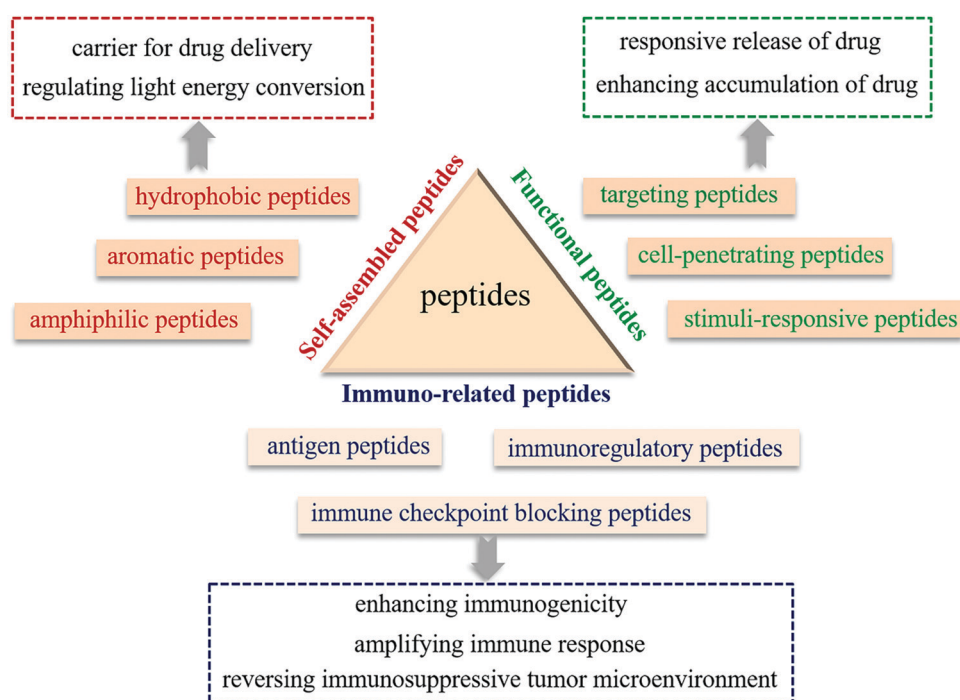 carrier for drug delivery
regulating light energy conversion
responsive release of drug
enhancing accumulation of drug
hydrophobic peptides
aromatic peptides
amphiphilic peptides
Self-assembled peptides
peptides
Functional peptides
targeting peptides
cell-penetrating peptides
stimuli-responsive peptides
Immuno-related peptides
antigen peptides
immunoregulatory peptides
immune checkpoint blocking peptides
enhancing immunogenicity
amplifying immune response
reversing immunosuppressive tumor microenvironment